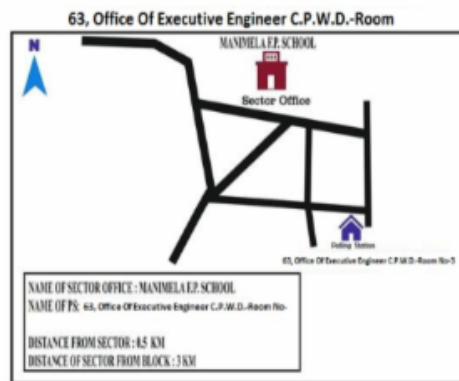 63, Office Of Executive Engineer C.P.W.D.-Room
N
MANIMELA F.P. SCHOOL
Sector Office
Polling Station
63, Office Of Executive Engineer C.P.W.D.-Room No-3
NAME OF SECTOR OFFICE : MANIMELA F.P. SCHOOL
NAME OF PS: 63, Office Of Executive Engineer C.P.W.D.-Room No-
DISTANCE FROM SECTOR : 0.5 KM
DISTANCE OF SECTOR FROM BLOCK : 3 KM